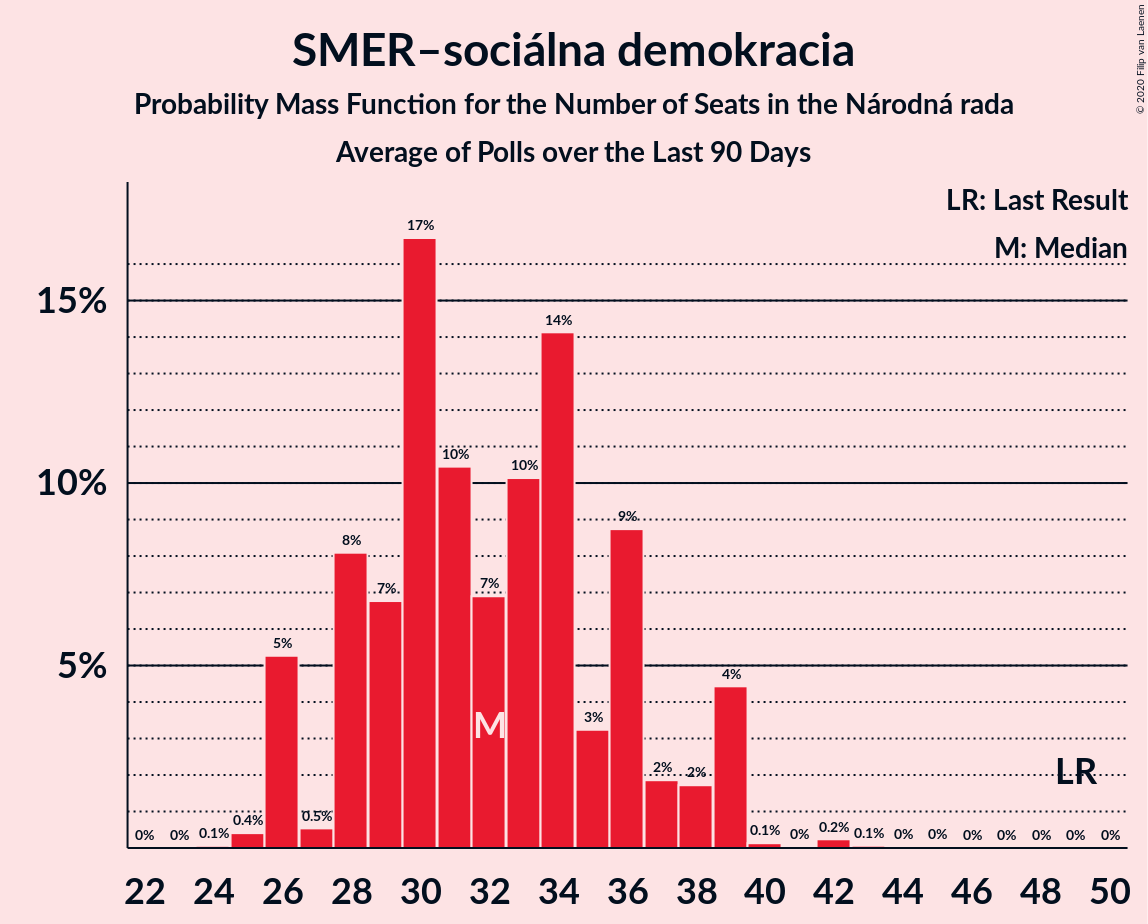 SMER–sociálna demokracia
Probability Mass Function for the Number of Seats in the Národná rada
Average of Polls over the Last 90 Days
© 2020 Filip van Laenen
LR: Last Result
M: Median
15%
10%
5%
0% 0% 0.1% 0.4% 5% 0.5% 8% 7% 17% 10% 7% 10% 14% 3% 9% 2% 2% 4% 0.1% 0% 0.2% 0.1% 0% 0% 0% 0% 0% 0% 0%
M
LR
22 24 26 28 30 32 34 36 38 40 42 44 46 48 50